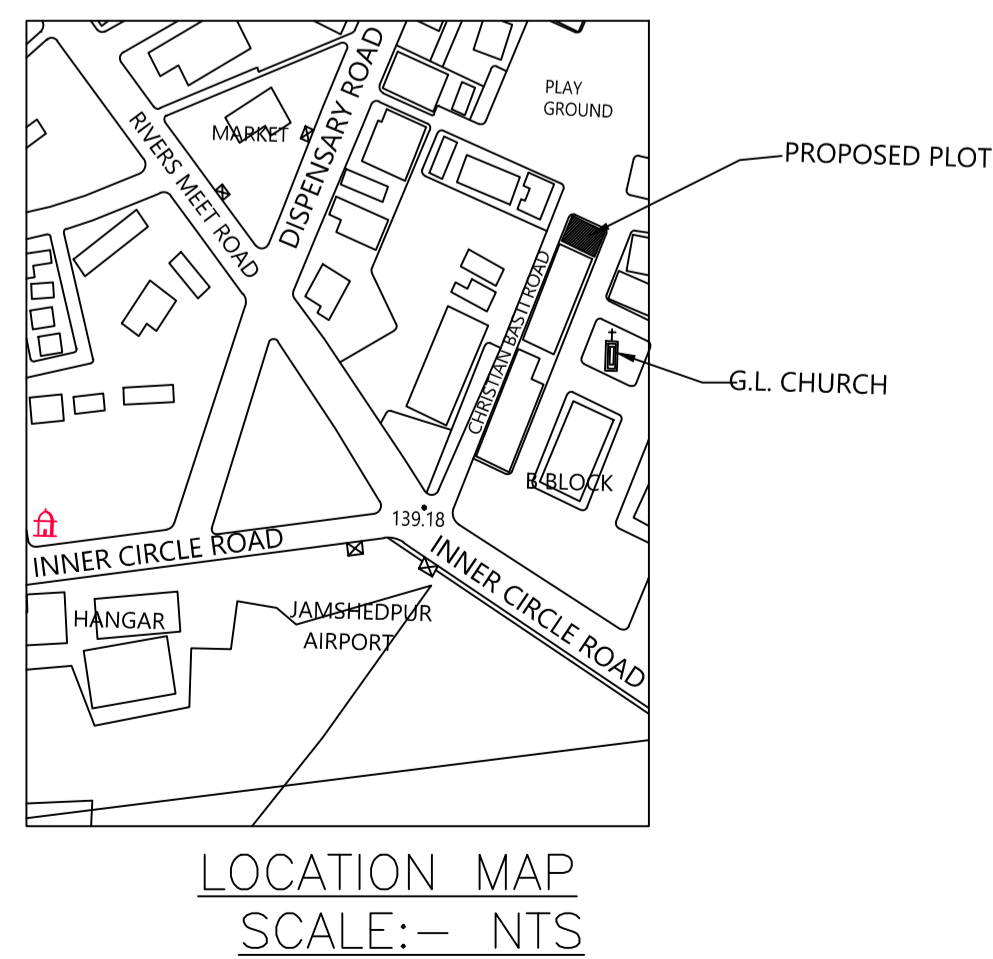 PLAY
GROUND
DISPENSARY ROAD
MARKET
RIVERS MEET ROAD
PROPOSED PLOT
CHRISTIAN BASTI ROAD
G.L. CHURCH
B BLOCK
139.18
INNER CIRCLE ROAD
INNER CIRCLE ROAD
HANGAR
JAMSHEDPUR
AIRPORT
LOCATION MAP
SCALE:- NTS